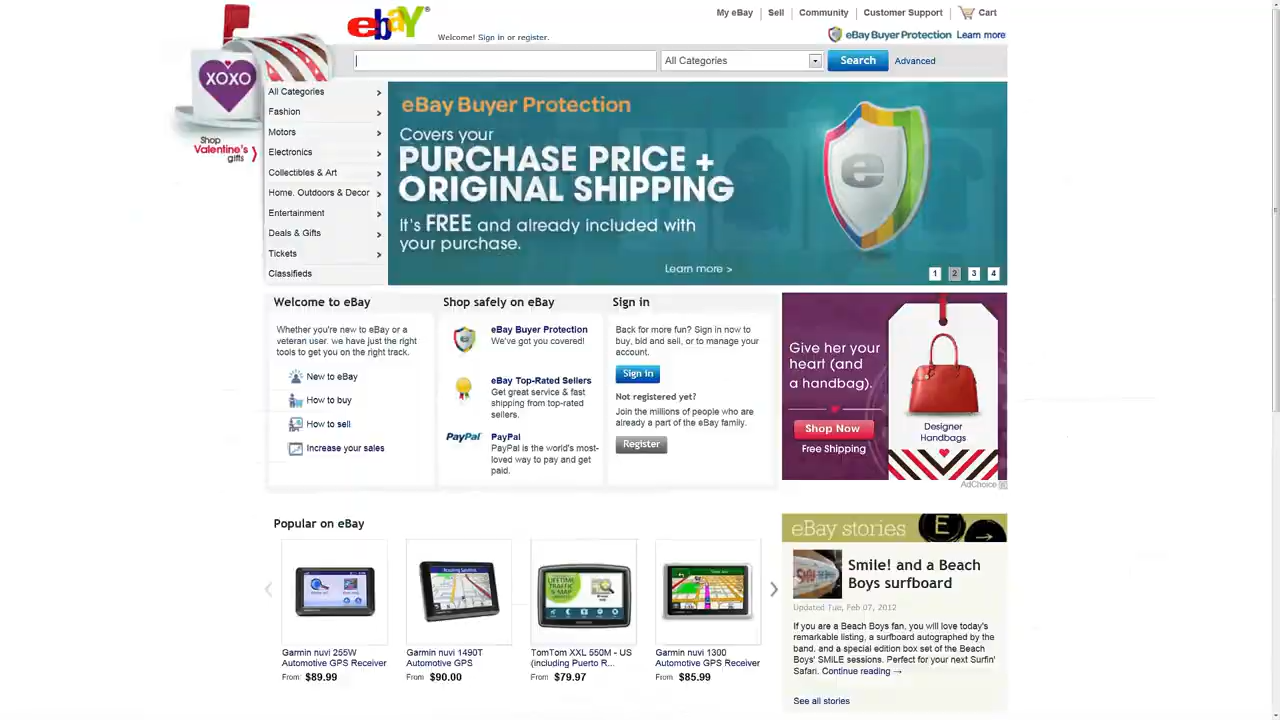 ebaY®
My eBay
Sell
Community
Customer Support
Cart
Welcome! Sign in or register.
eBay Buyer Protection Learn more
All Categories
Search
Advanced
XOXO
Shop
Valentine's
gifts
All Categories
Fashion
Motors
Electronics
Collectibles & Art
Home, Outdoors & Decor
Entertainment
Deals & Gifts
Tickets
Classifieds
eBay Buyer Protection
Covers your
PURCHASE PRICE +
ORIGINAL SHIPPING
It's FREE and already included with
your purchase.
Learn more >
e
1 2 3 4
Welcome to eBay
Whether you're new to eBay or a
veteran user, we have just the right
tools to get you on the right track.
New to eBay
How to buy
How to sell
Increase your sales
Shop safely on eBay
eBay Buyer Protection
We've got you covered!
eBay Top-Rated Sellers
Get great service & fast
shipping from top-rated
sellers.
PayPal
PayPal
PayPal is the world's most-
loved way to pay and get
paid.
Sign in
Back for more fun? Sign in now to
buy, bid and sell, or to manage your
account.
Sign in
Not registered yet?
Join the millions of people who are
already a part of the eBay family.
Register
Give her your
heart (and
a handbag).
Shop Now
Free Shipping
Designer
Handbags
AdChoice
Popular on eBay
Garmin nuvi 255W
Automotive GPS Receiver
From $89.99
Garmin nuvi 1490T
Automotive GPS
From $90.00
TomTom XXL 550M - US
(including Puerto R...
From $79.97
Garmin nuvi 1300
Automotive GPS Receiver
From $85.99
LIFETIME
TRAFFIC
& MAP
eBay stories
E
Smile! and a Beach
Boys surfboard
Updated Tue, Feb 07, 2012
If you are a Beach Boys fan, you will love today's
remarkable listing, a surfboard autographed by the
band, and a special edition box set of the Beach
Boys' SMiLE sessions. Perfect for your next Surfin'
Safari. Continue reading →
See all stories